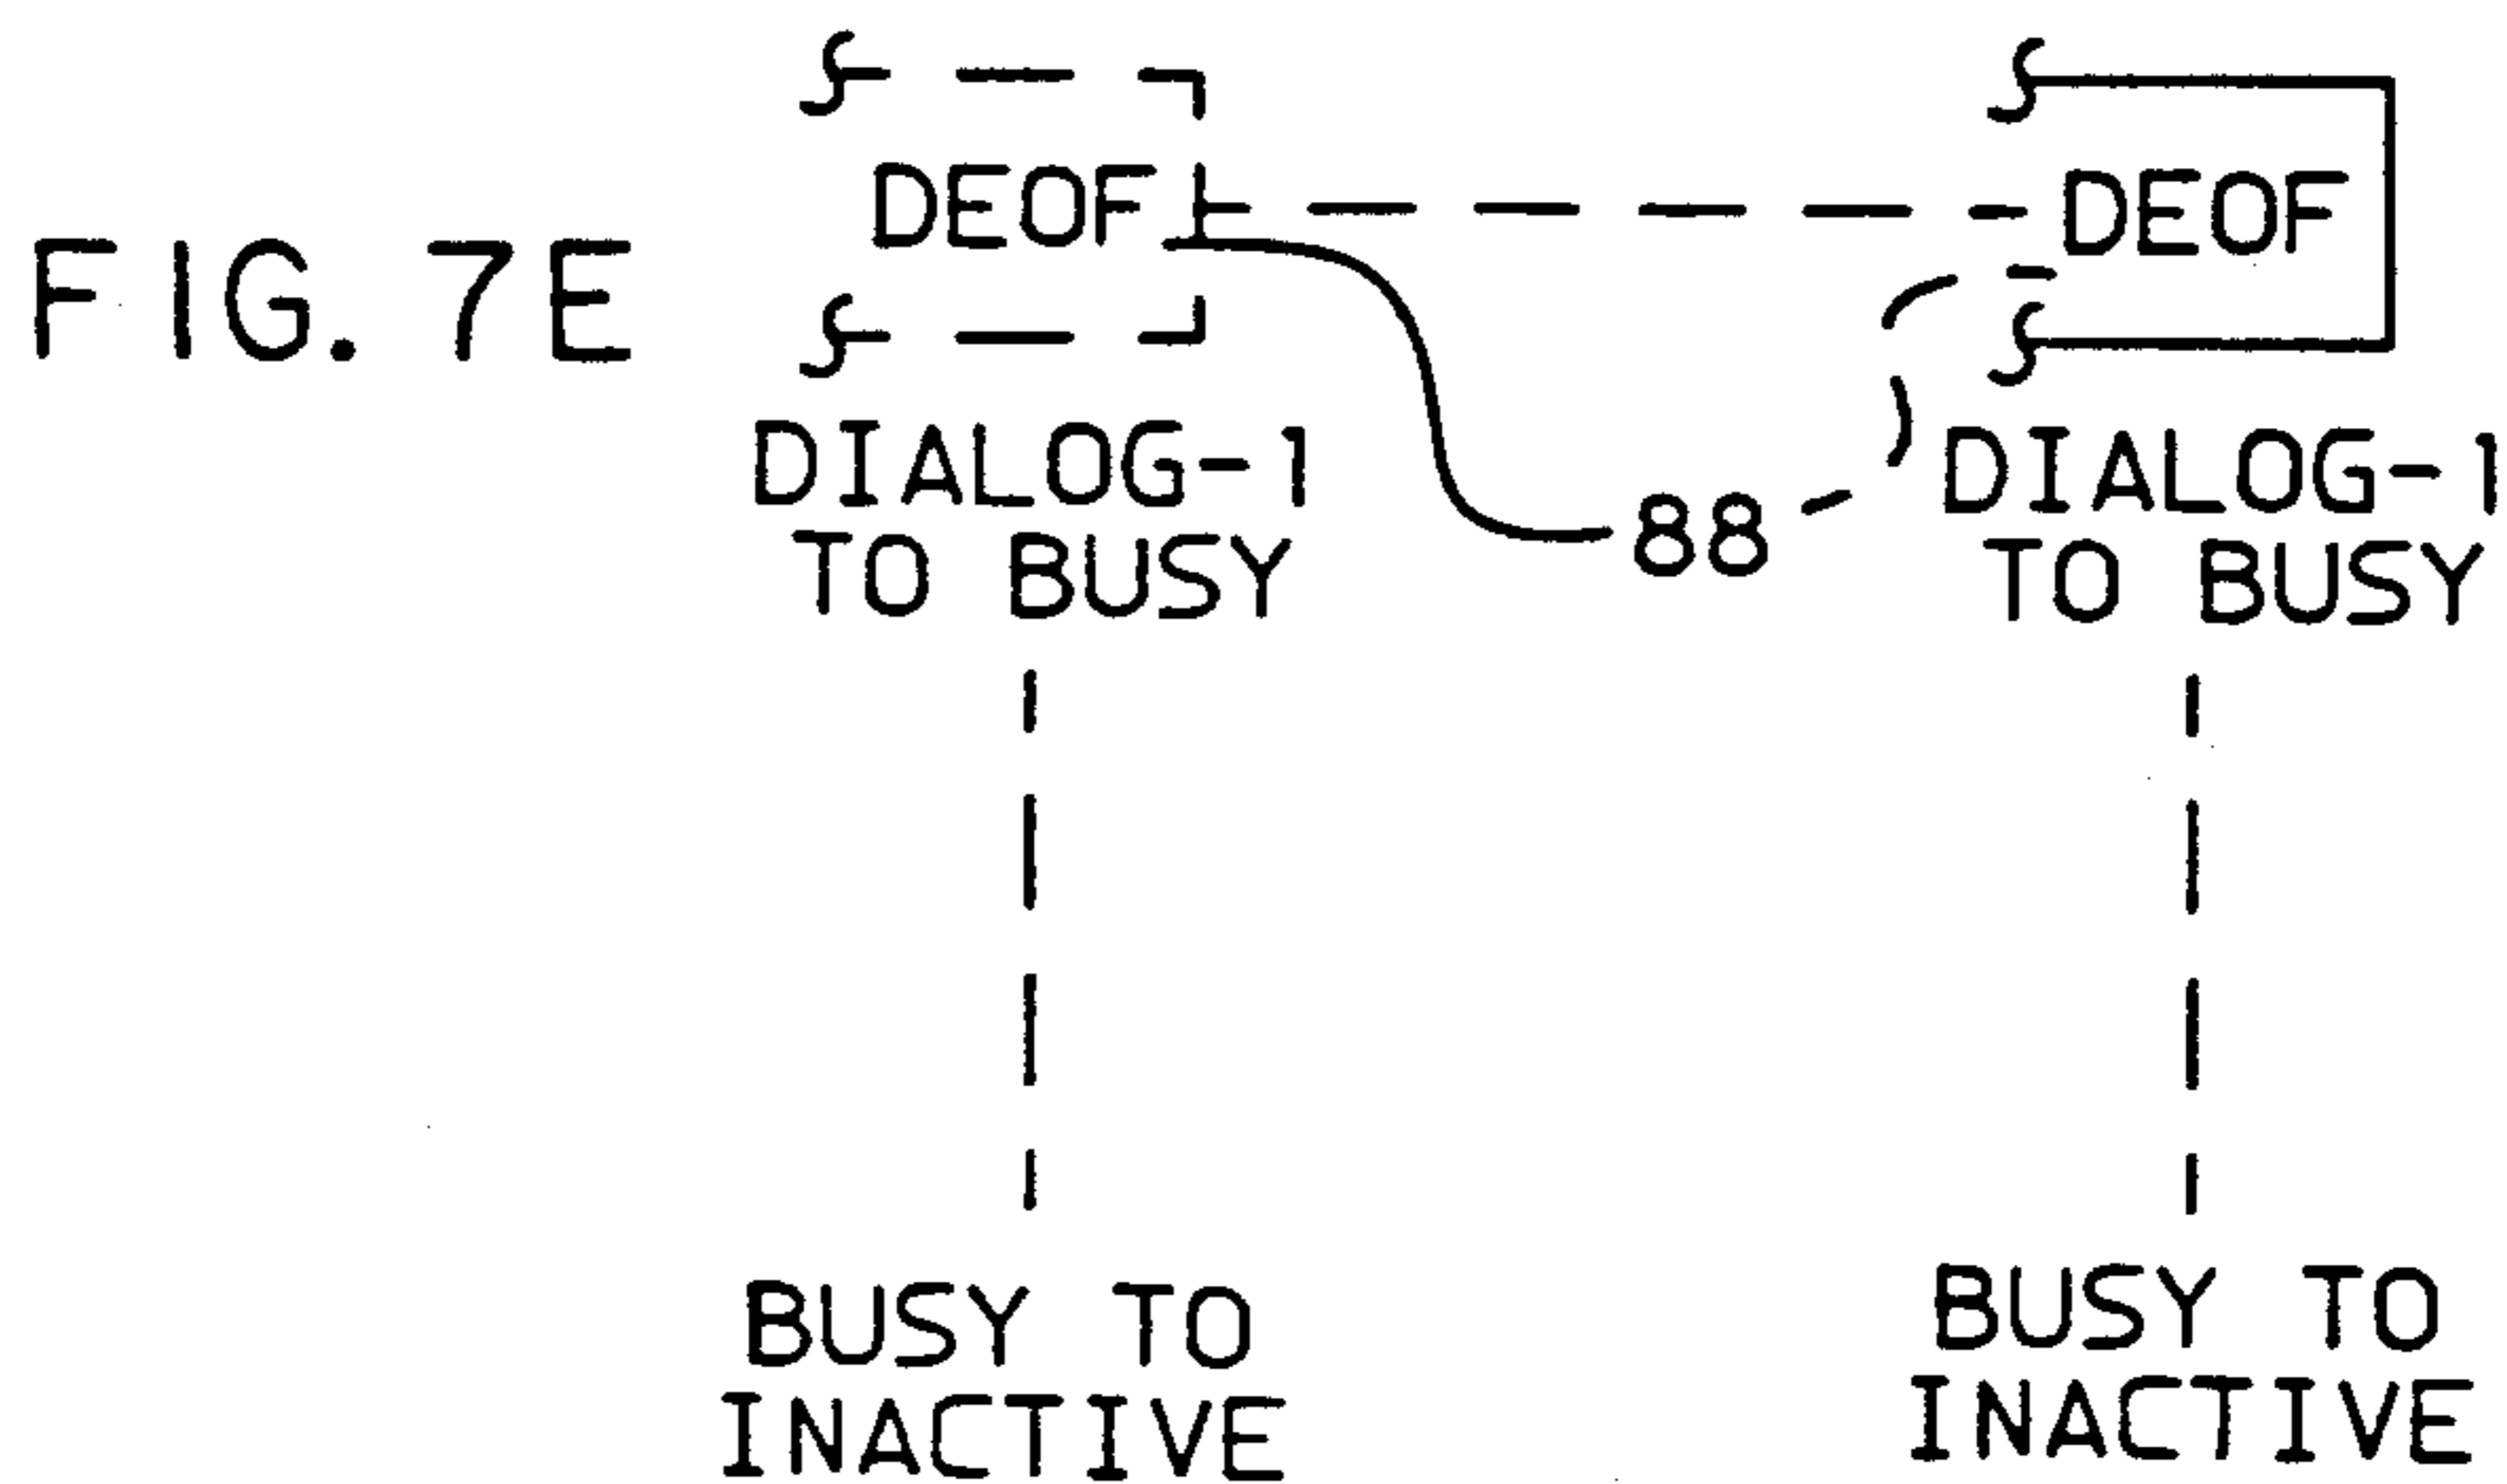 FIG. 7E
DEOF
DEOF
DIALOG-1
TO BUSY
88
DIALOG-1
TO BUSY
BUSY TO
INACTIVE
BUSY TO
INACTIVE